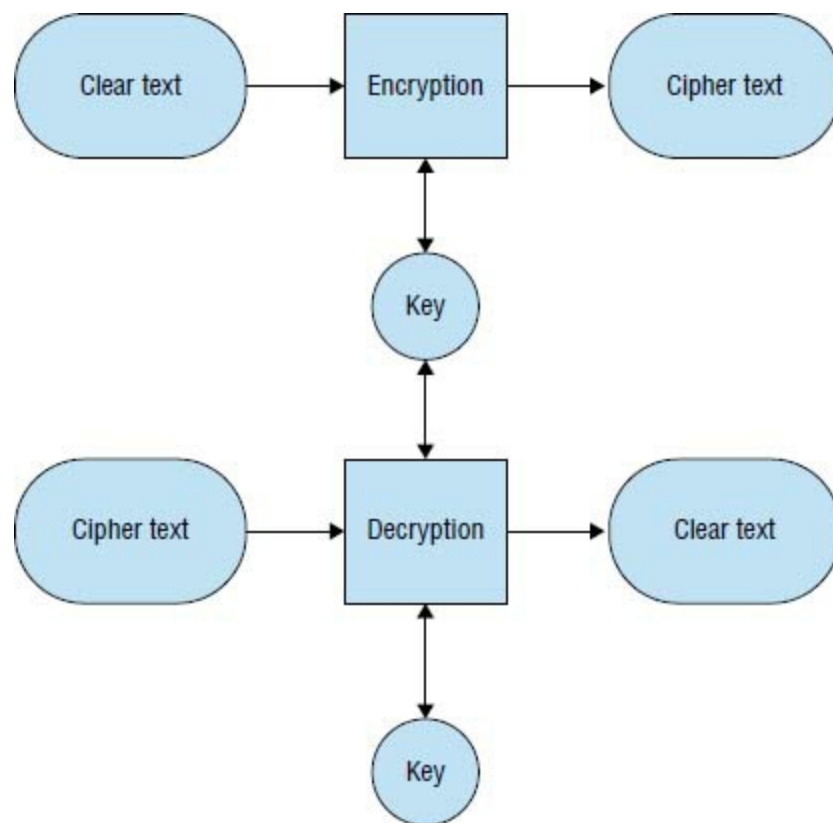 Clear text
Encryption
Cipher text
Key
Cipher text
Decryption
Clear text
Key